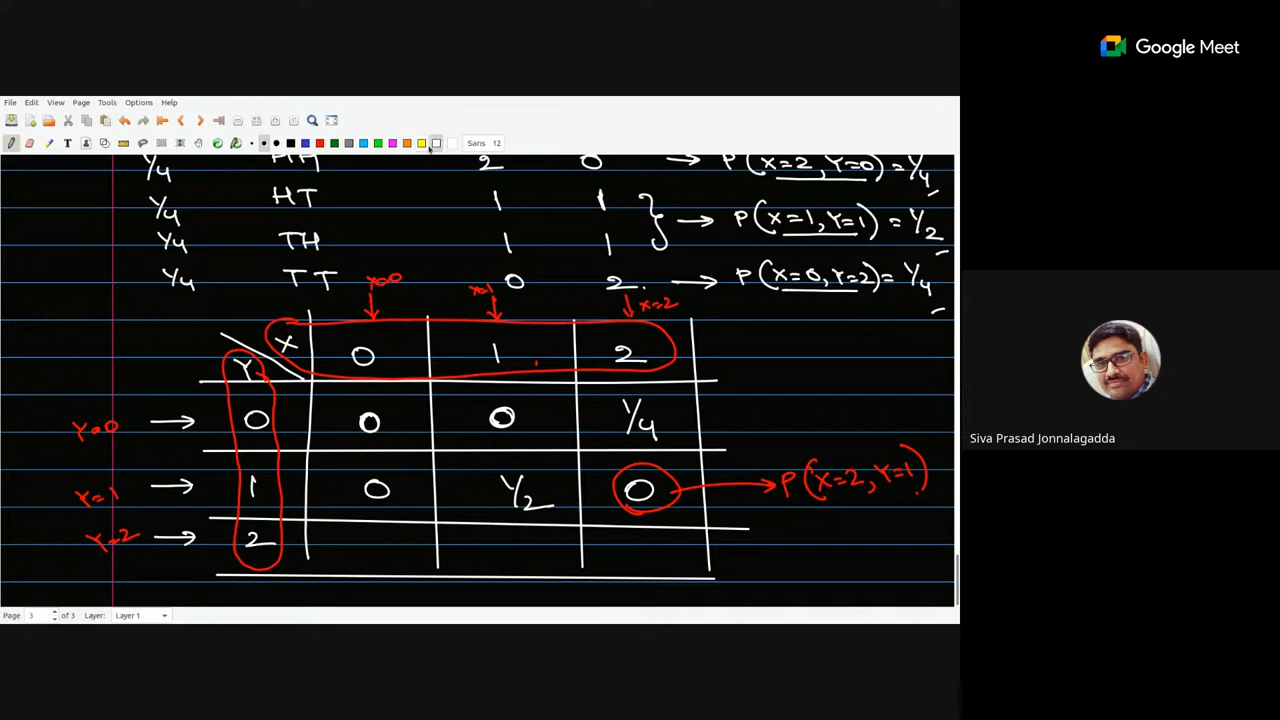 Google Meet
File Edit View Page Tools Options Help
Sans 12
1/4 HH 2 0 → P(X=2, Y=0) = 1/4
1/4 HT 1 1
} → P(X=1, Y=1) = 1/2
1/4 TH 1 1
1/4 TT 0 2 → P(X=0, Y=2) = 1/4
X=0 X=1 X=2
Y X 0 1 2
Y=0 → 0 0 0 1/4
Y=1 → 1 0 1/2 0 → P(X=2, Y=1)
Y=2 → 2
Siva Prasad Jonnalagadda
Page 3 of 3 Layer: Layer 1